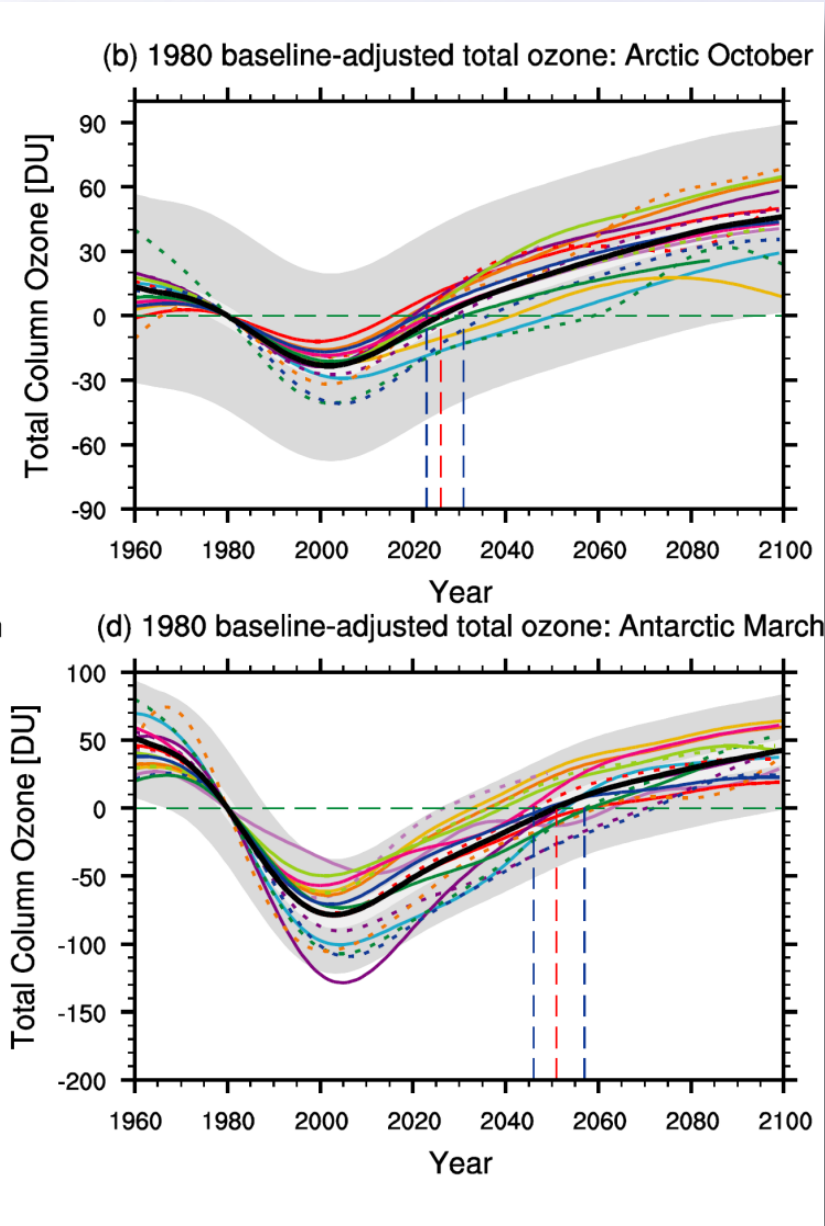 (b) 1980 baseline-adjusted total ozone: Arctic October
Total Column Ozone [DU]
90
60
30
0
-30
-60
-90
1960 1980 2000 2020 2040 2060 2080 2100
Year
(d) 1980 baseline-adjusted total ozone: Antarctic March
Total Column Ozone [DU]
100
50
0
-50
-100
-150
-200
1960 1980 2000 2020 2040 2060 2080 2100
Year